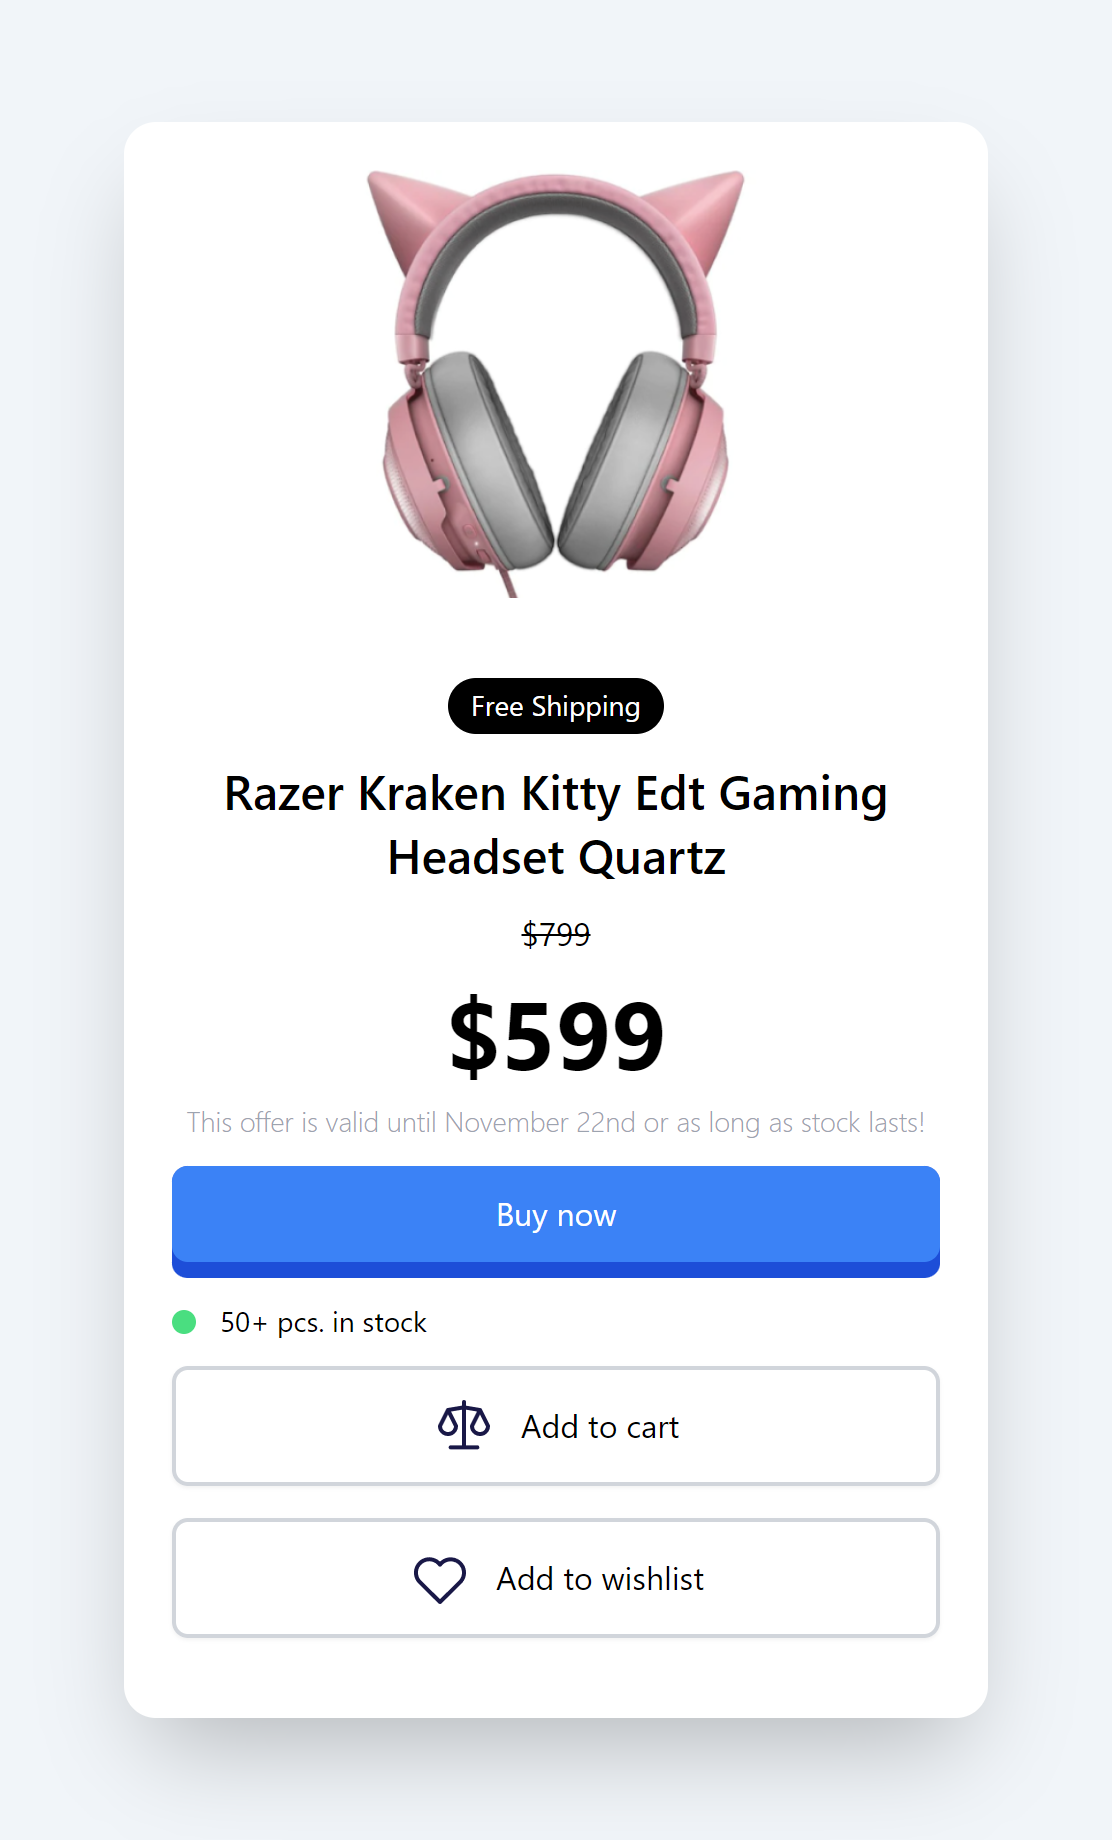 Free Shipping
Razer Kraken Kitty Edt Gaming
Headset Quartz
$799
$599
This offer is valid until November 22nd or as long as stock lasts!
Buy now
50+ pcs. in stock
Add to cart
Add to wishlist